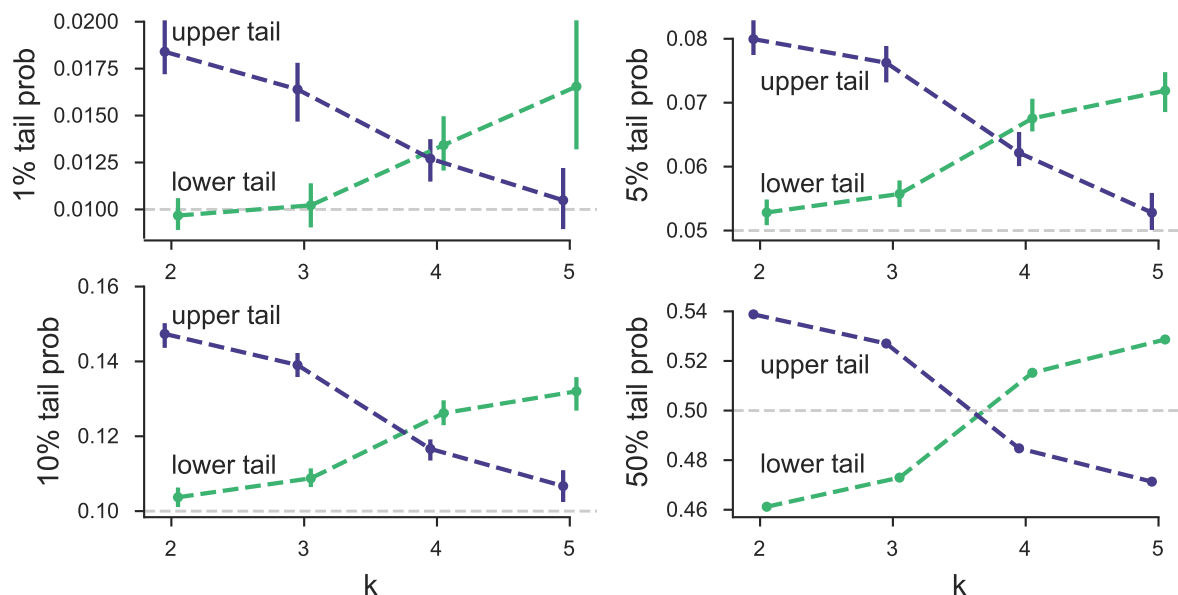 1% tail prob
0.0200
0.0175
0.0150
0.0125
0.0100
upper tail
lower tail
2 3 4 5
5% tail prob
0.08
0.07
0.06
0.05
upper tail
lower tail
2 3 4 5
10% tail prob
0.16
0.14
0.12
0.10
upper tail
lower tail
2 3 4 5
k
50% tail prob
0.54
0.52
0.50
0.48
0.46
upper tail
lower tail
2 3 4 5
k